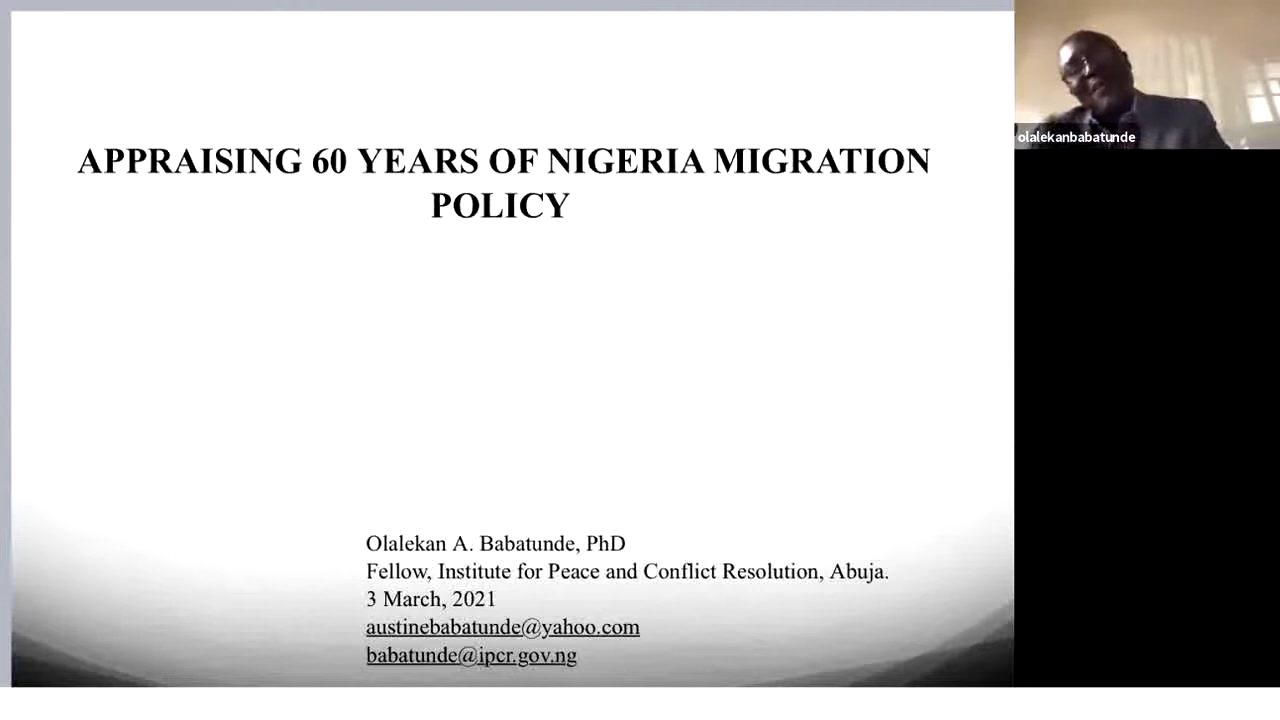 APPRAISING 60 YEARS OF NIGERIA MIGRATION
POLICY
Olalekan A. Babatunde, PhD
Fellow, Institute for Peace and Conflict Resolution, Abuja.
3 March, 2021
austinebabatunde@yahoo.com
babatunde@ipcr.gov.ng
olalekanbabatunde